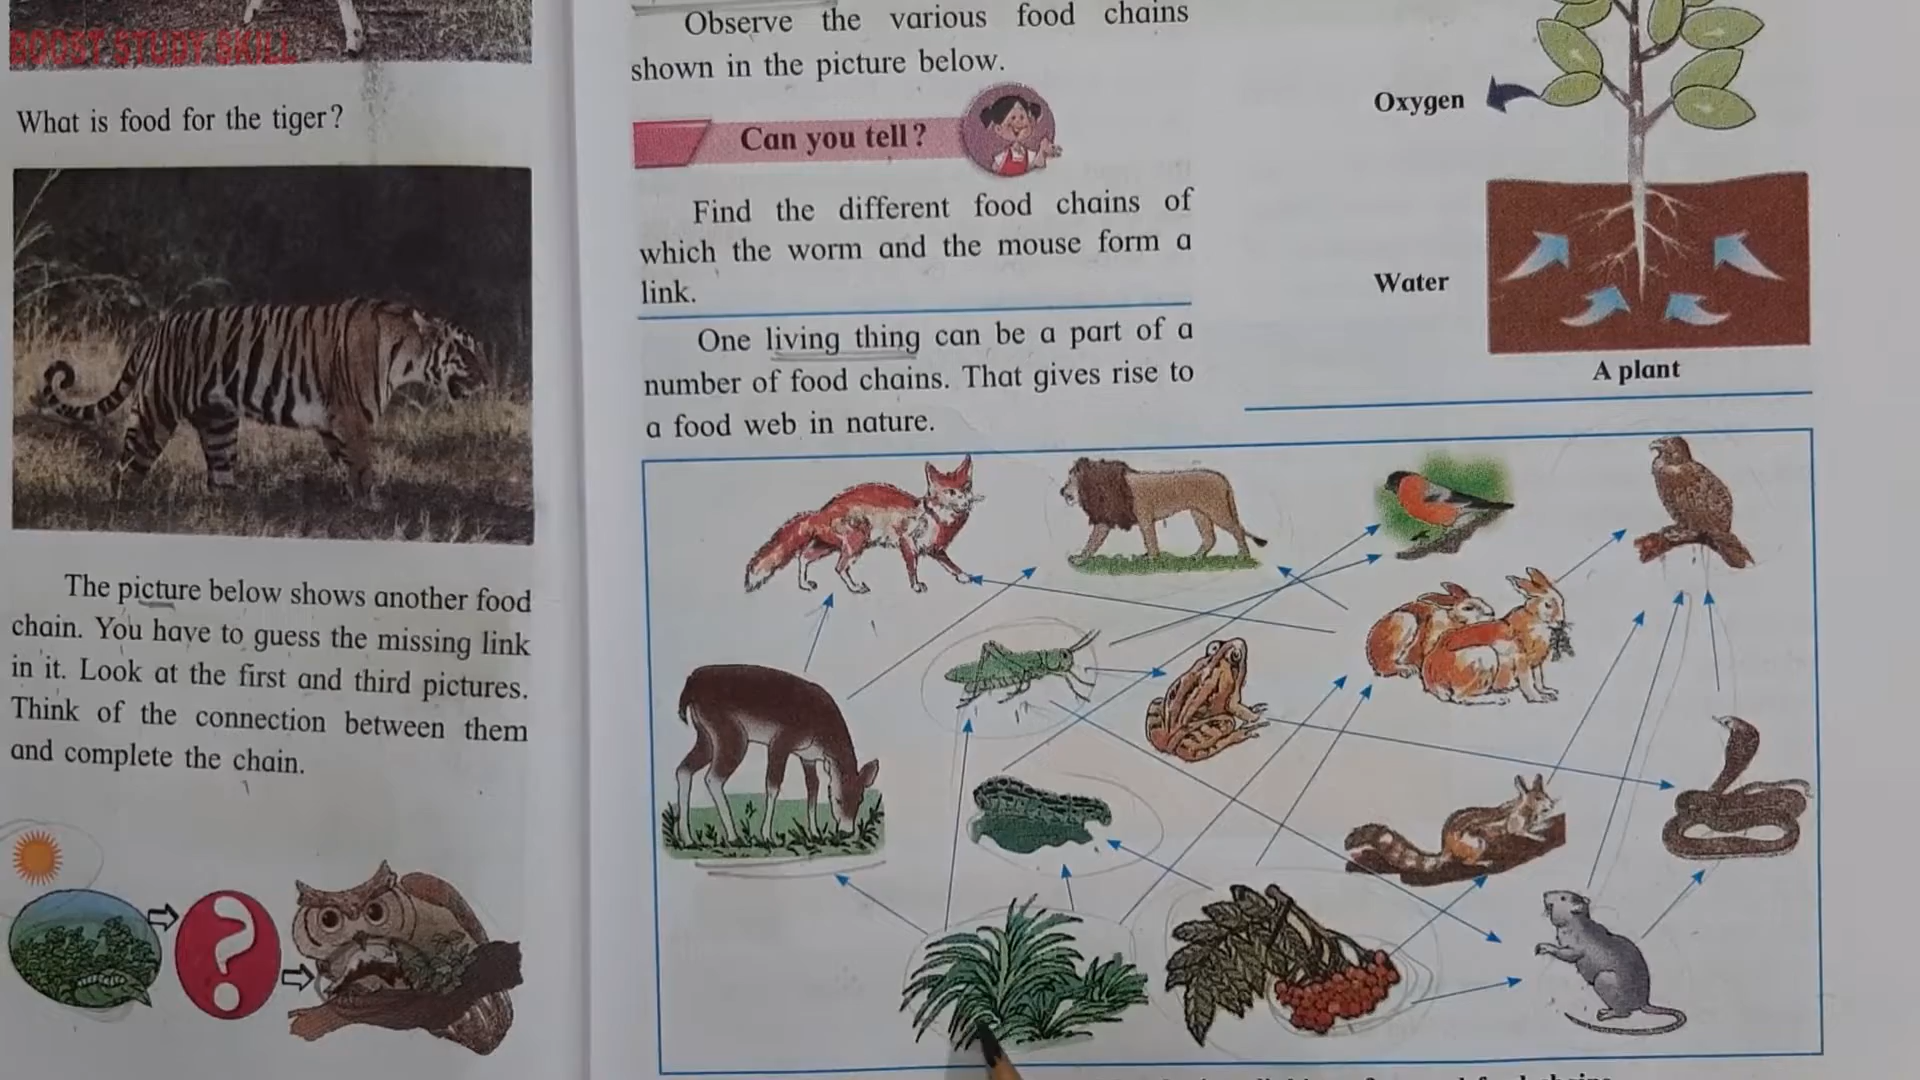 BOOST STUDY SKILL
What is food for the tiger?
The picture below shows another food
chain. You have to guess the missing link
in it. Look at the first and third pictures.
Think of the connection between them
and complete the chain.
?
Observe the various food chains
shown in the picture below.
Can you tell?
Find the different food chains of
which the worm and the mouse form a
link.
One living thing can be a part of a
number of food chains. That gives rise to
a food web in nature.
Oxygen
Water
A plant